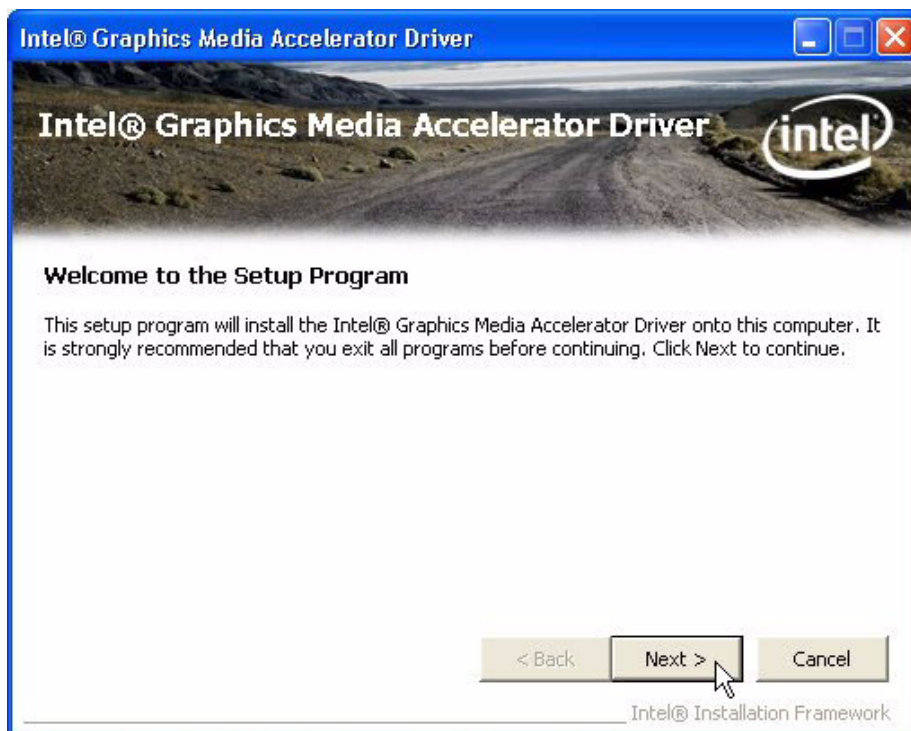 Intel® Graphics Media Accelerator Driver
Intel® Graphics Media Accelerator Driver
intel
Welcome to the Setup Program
This setup program will install the Intel® Graphics Media Accelerator Driver onto this computer. It
is strongly recommended that you exit all programs before continuing. Click Next to continue.
< Back Next > Cancel
Intel® Installation Framework